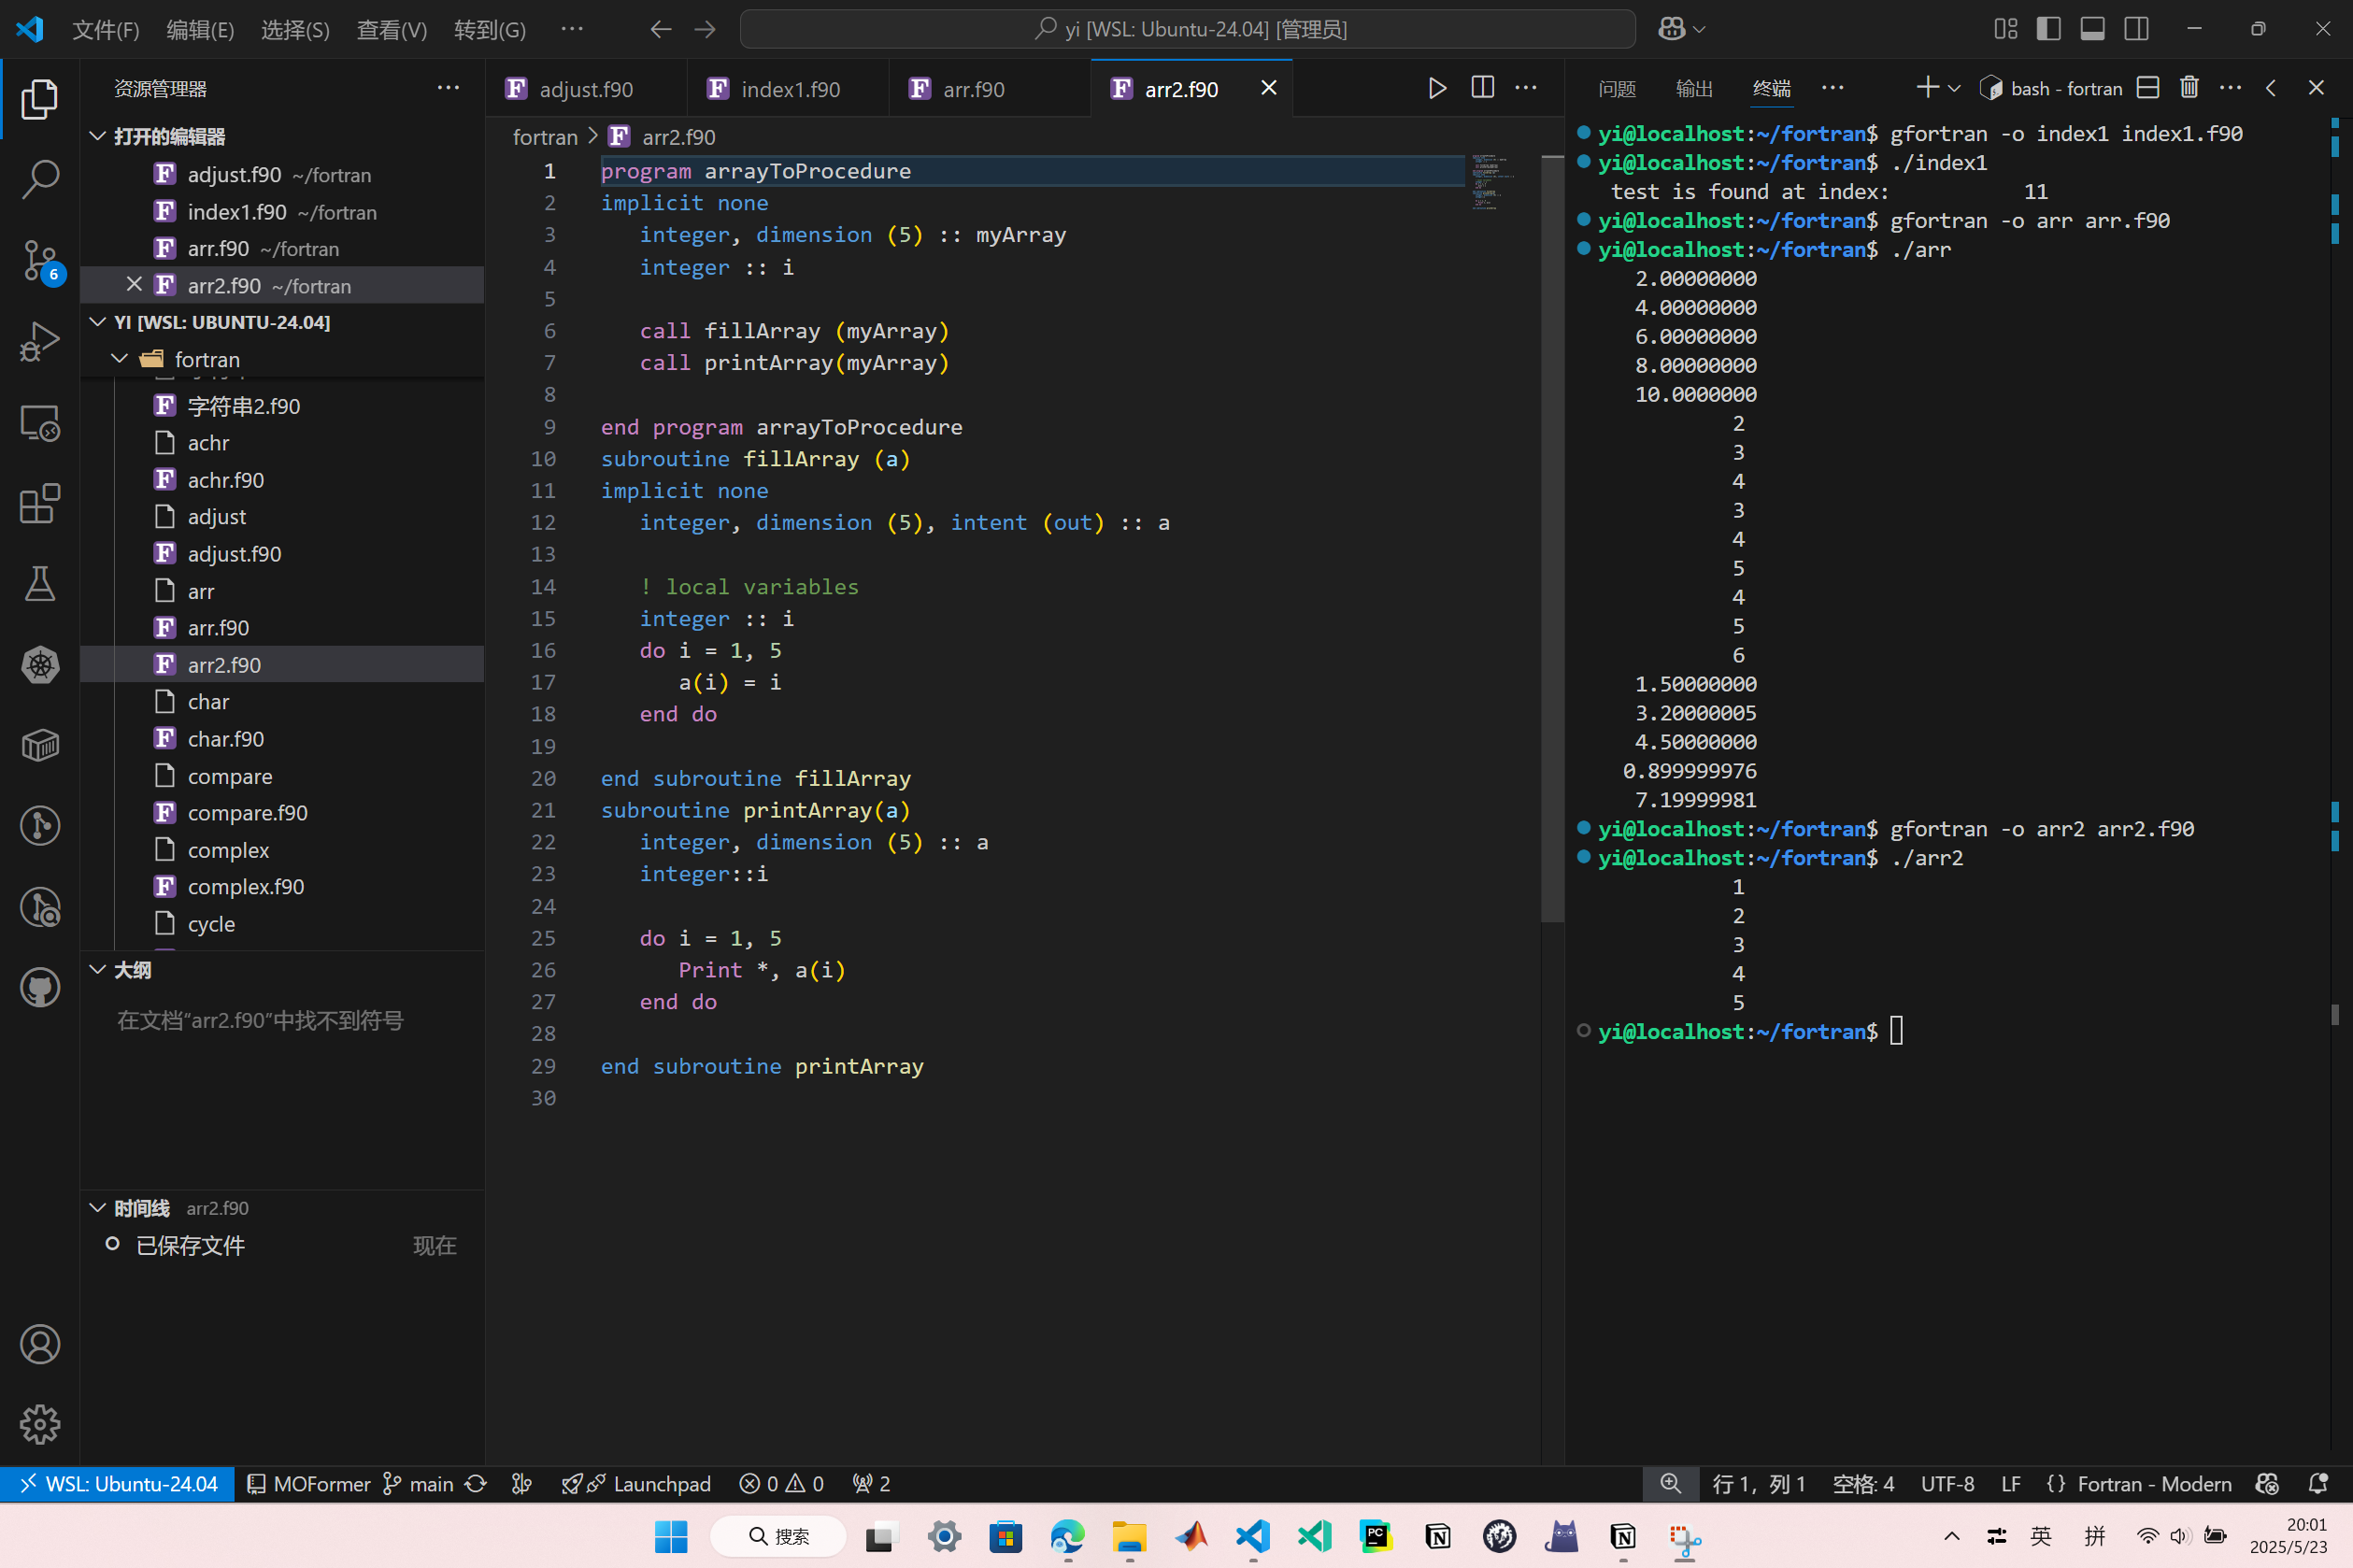 文件(F) 编辑(E) 选择(S) 查看(V) 转到(G) ··· yi [WSL: Ubuntu-24.04] [管理员]
资源管理器 ···
打开的编辑器
adjust.f90 ~/fortran
index1.f90 ~/fortran
arr.f90 ~/fortran
arr2.f90 ~/fortran
YI [WSL: UBUNTU-24.04]
fortran
字符串2.f90
achr
achr.f90
adjust
adjust.f90
arr
arr.f90
arr2.f90
char
char.f90
compare
compare.f90
complex
complex.f90
cycle
大纲
在文档“arr2.f90”中找不到符号
时间线 arr2.f90
已保存文件 现在
6
adjust.f90 index1.f90 arr.f90 arr2.f90
fortran > arr2.f90
1 program arrayToProcedure
2 implicit none
3    integer, dimension (5) :: myArray
4    integer :: i
5
6    call fillArray (myArray)
7    call printArray(myArray)
8
9 end program arrayToProcedure
10 subroutine fillArray (a)
11 implicit none
12    integer, dimension (5), intent (out) :: a
13
14    ! local variables
15    integer :: i
16    do i = 1, 5
17       a(i) = i
18    end do
19
20 end subroutine fillArray
21 subroutine printArray(a)
22    integer, dimension (5) :: a
23    integer::i
24
25    do i = 1, 5
26       Print *, a(i)
27    end do
28
29 end subroutine printArray
30
问题 输出 终端 ··· bash - fortran ···
yi@localhost:~/fortran$ gfortran -o index1 index1.f90
yi@localhost:~/fortran$ ./index1
test is found at index: 11
yi@localhost:~/fortran$ gfortran -o arr arr.f90
yi@localhost:~/fortran$ ./arr
2.00000000
4.00000000
6.00000000
8.00000000
10.0000000
2
3
4
3
4
5
4
5
6
1.50000000
3.20000005
4.50000000
0.899999976
7.19999981
yi@localhost:~/fortran$ gfortran -o arr2 arr2.f90
yi@localhost:~/fortran$ ./arr2
1
2
3
4
5
yi@localhost:~/fortran$
WSL: Ubuntu-24.04 MOFormer main Launchpad 0 0 2 行 1，列 1 空格: 4 UTF-8 LF {} Fortran - Modern
搜索 PC 英 拼 20:01
2025/5/23